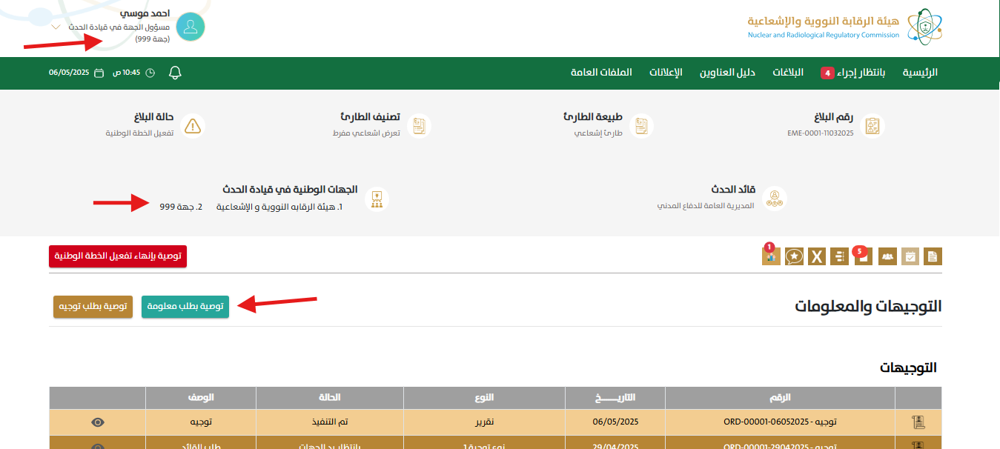 هيئة الرقابة النووية والإشعاعية
Nuclear and Radiological Regulatory Commission
احمد موسي
مسؤول الجهة في قيادة الحدث
(جهة 999)
الرئيسية
بانتظار إجراء 4
البلاغات
دليل العناوين
الإعلانات
الملفات العامة
10:45 ص
06/05/2025
رقم البلاغ
EME-0001-11032025
طبيعة الطارئ
طارئ إشعاعي
تصنيف الطارئ
تعرض اشعاعي مفرط
حالة البلاغ
تفعيل الخطة الوطنية
قائد الحدث
المديرية العامة للدفاع المدني
الجهات الوطنية في قيادة الحدث
1. هيئة الرقابه النووية و الإشعاعية 2. جهة 999
5
1
توصية بإنهاء تفعيل الخطة الوطنية
التوجيهات والمعلومات
توصية بطلب معلومة
توصية بطلب توجيه
التوجيهات
الرقم التاريـــــخ النوع الحالة الوصف
توجيه - ORD-00001-06052025 06/05/2025 نقرير تم التنفيذ توجيه
توجيه - ORD-00001-29042025 29/04/2025 نوع توجية 1 بانتظار رد الجهات طلب القائد